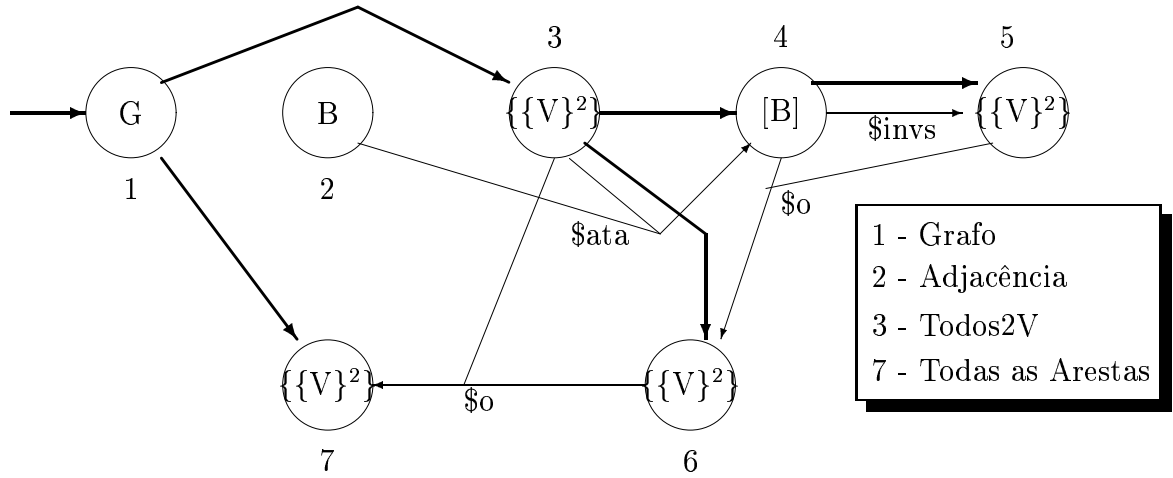 3 4 5
G B {{V}²} [B] {{V}²}
$invs
1 2
$o
$ata
1 - Grafo
2 - Adjacência
3 - Todos2V
7 - Todas as Arestas
{{V}²} {{V}²}
$o
7 6